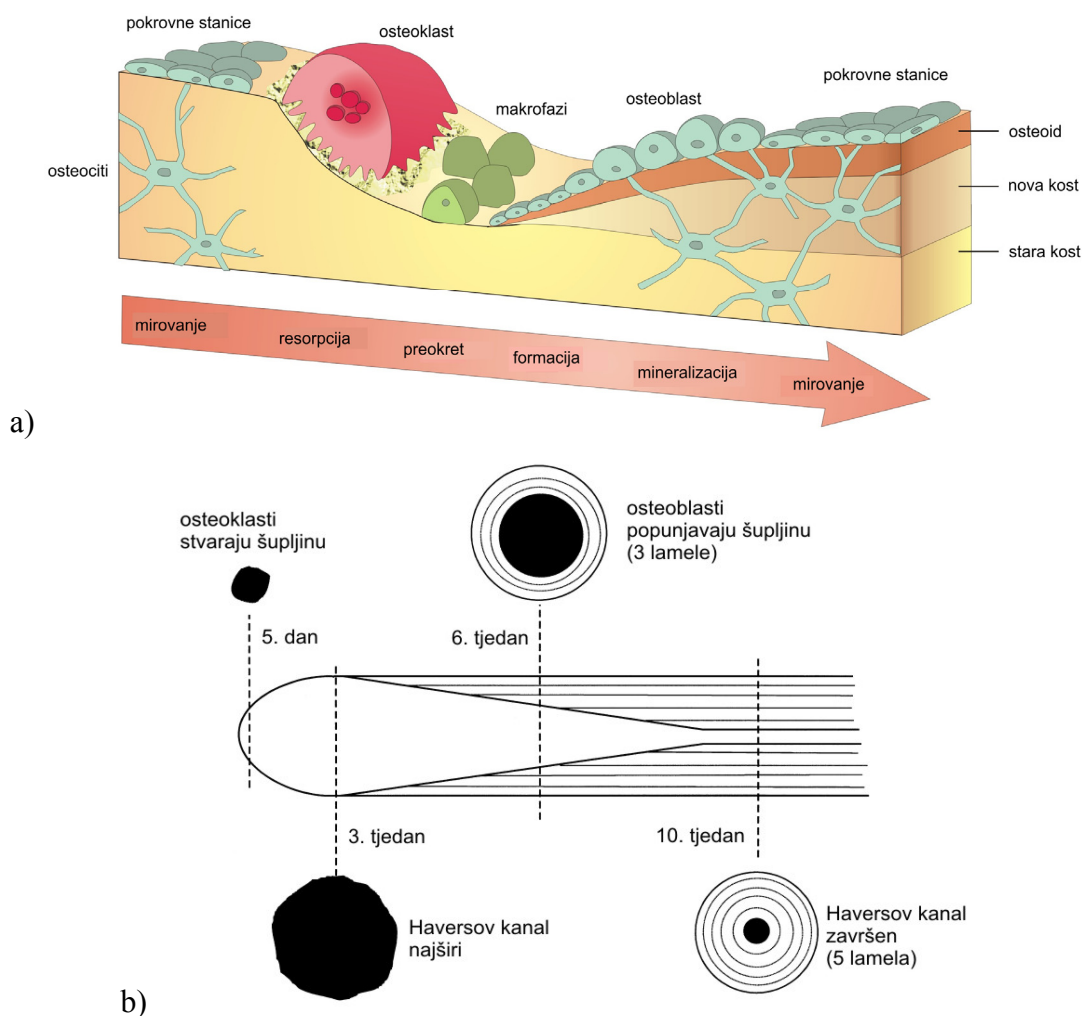 pokrovne stanice
osteoklast
makrofazi
osteoblast
pokrovne stanice
osteoid
osteociti
nova kost
stara kost
mirovanje
resorpcija
preokret
formacija
mineralizacija
mirovanje
a)
osteoklasti
stvaraju šupljinu
osteoblasti
popunjavaju šupljinu
(3 lamele)
5. dan
6. tjedan
3. tjedan
10. tjedan
Haversov kanal
najširi
Haversov kanal
završen
(5 lamela)
b)